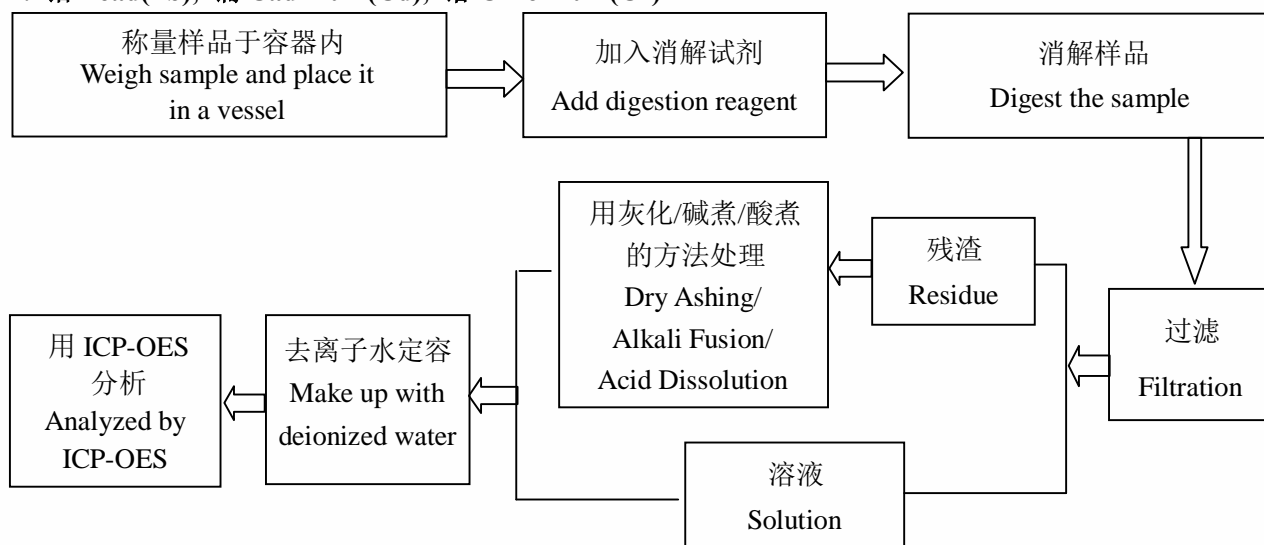 称量样品于容器内
Weigh sample and place it
in a vessel
加入消解试剂
Add digestion reagent
消解样品
Digest the sample
用灰化/碱煮/酸煮
的方法处理
Dry Ashing/
Alkali Fusion/
Acid Dissolution
残渣
Residue
过滤
Filtration
用 ICP-OES
分析
Analyzed by
ICP-OES
去离子水定容
Make up with
deionized water
溶液
Solution